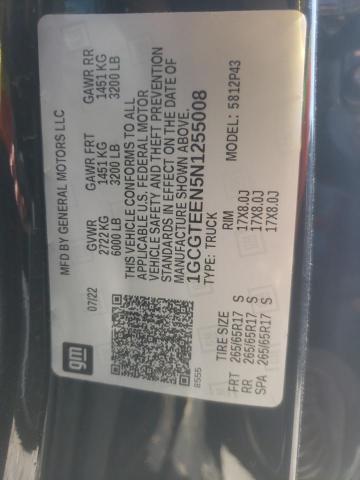 MFD BY GENERAL MOTORS LLC
07/22 GVWR GAWR FRT GAWR RR
2722 KG 1451 KG 1451 KG
6000 LB 3200 LB 3200 LB
gm
THIS VEHICLE CONFORMS TO ALL
APPLICABLE U.S. FEDERAL MOTOR
VEHICLE SAFETY AND THEFT PREVENTION
STANDARDS IN EFFECT ON THE DATE OF
MANUFACTURE SHOWN ABOVE.
1GCGTEEN5N1255008
8555 TYPE: TRUCK MODEL: 5812P43
TIRE SIZE RIM
FRT 265/65R17 S 17X8.0J
RR 265/65R17 S 17X8.0J
SPA 265/65R17 S 17X8.0J